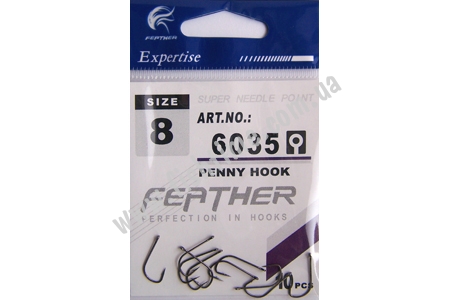 FEATHER
Expertise
SIZE
8
SUPER NEEDLE POINT
ART.NO.:
6035
PENNY HOOK
FEATHER
PERFECTION IN HOOKS
10 PCS